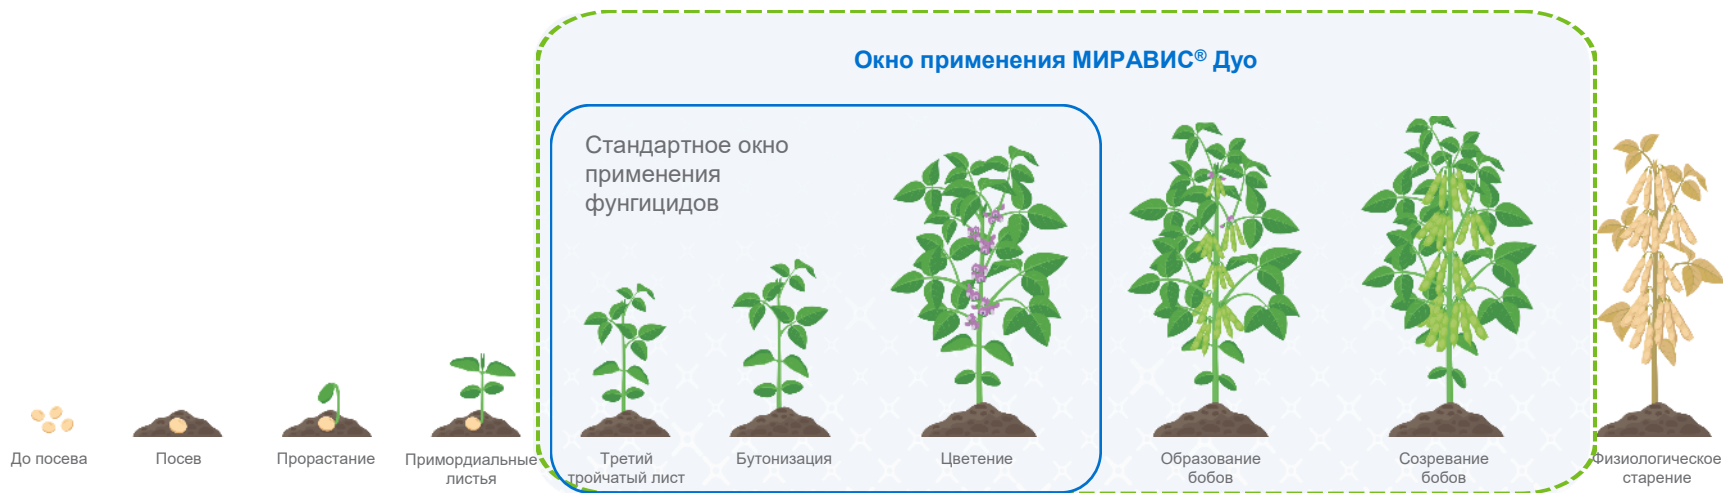 Окно применения МИРАВИС® Дуо
Стандартное окно
применения
фунгицидов
До посева
Посев
Прорастание
Примордиальные
листья
Третий
тройчатый лист
Бутонизация
Цветение
Образование
бобов
Созревание
бобов
Физиологическое
старение